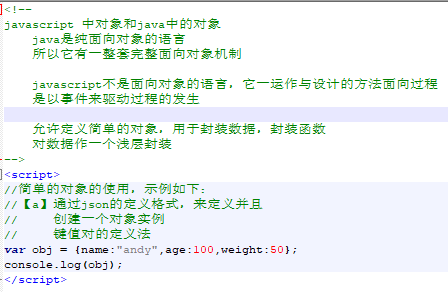 <!--
javascript 中对象和java中的对象
java是纯面向对象的语言
所以它有一整套完整面向对象机制
javascript不是面向对象的语言，它一运作与设计的方法面向过程
是以事件来驱动过程的发生
允许定义简单的对象，用于封装数据，封装函数
对数据作一个浅层封装
-->
<script>
//简单的对象的使用，示例如下：
//【a】通过json的定义格式，来定义并且
// 创建一个对象实例
// 键值对的定义法
var obj = {name:"andy",age:100,weight:50};
console.log(obj);
</script>